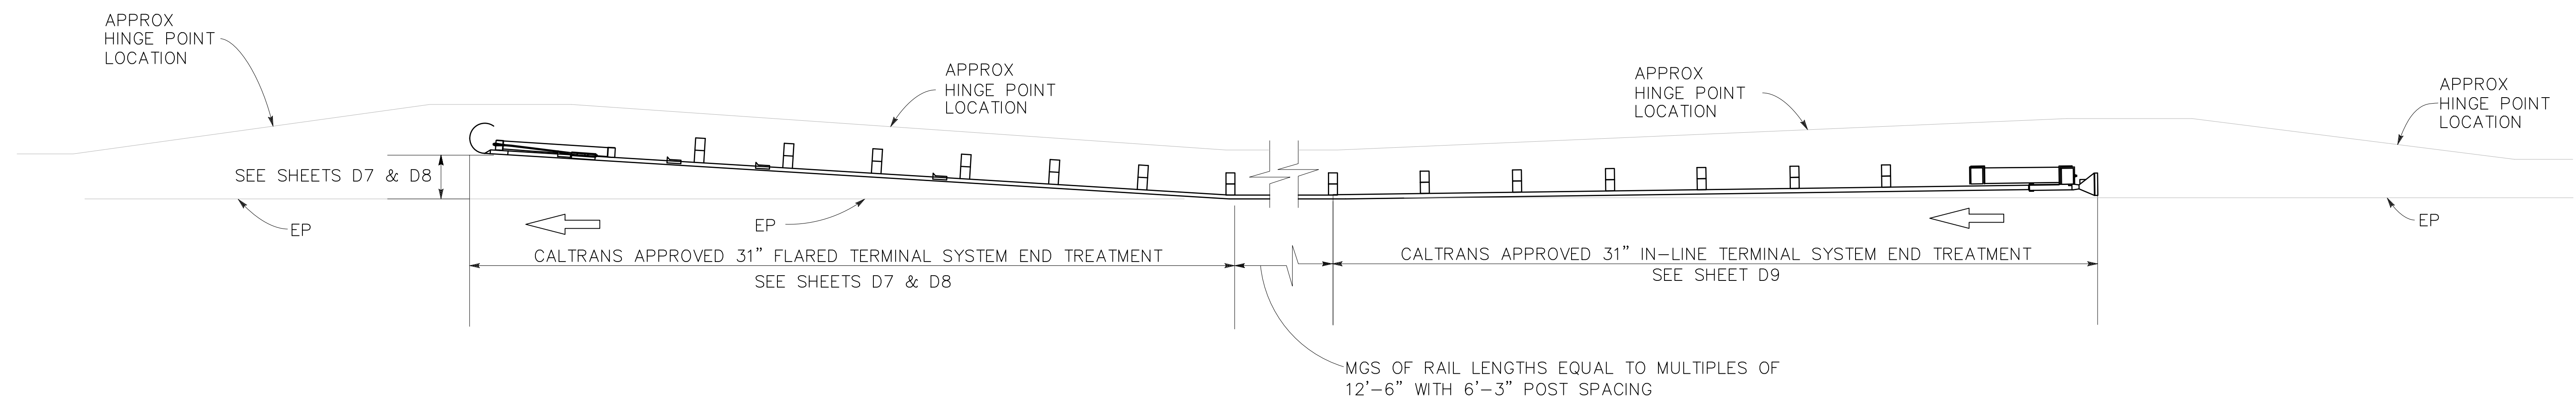 APPROX
HINGE POINT
LOCATION
APPROX
HINGE POINT
LOCATION
APPROX
HINGE POINT
LOCATION
APPROX
HINGE POINT
LOCATION
SEE SHEETS D7 & D8
EP
EP
EP
CALTRANS APPROVED 31" FLARED TERMINAL SYSTEM END TREATMENT
SEE SHEETS D7 & D8
CALTRANS APPROVED 31" IN-LINE TERMINAL SYSTEM END TREATMENT
SEE SHEET D9
MGS OF RAIL LENGTHS EQUAL TO MULTIPLES OF
12'-6" WITH 6'-3" POST SPACING